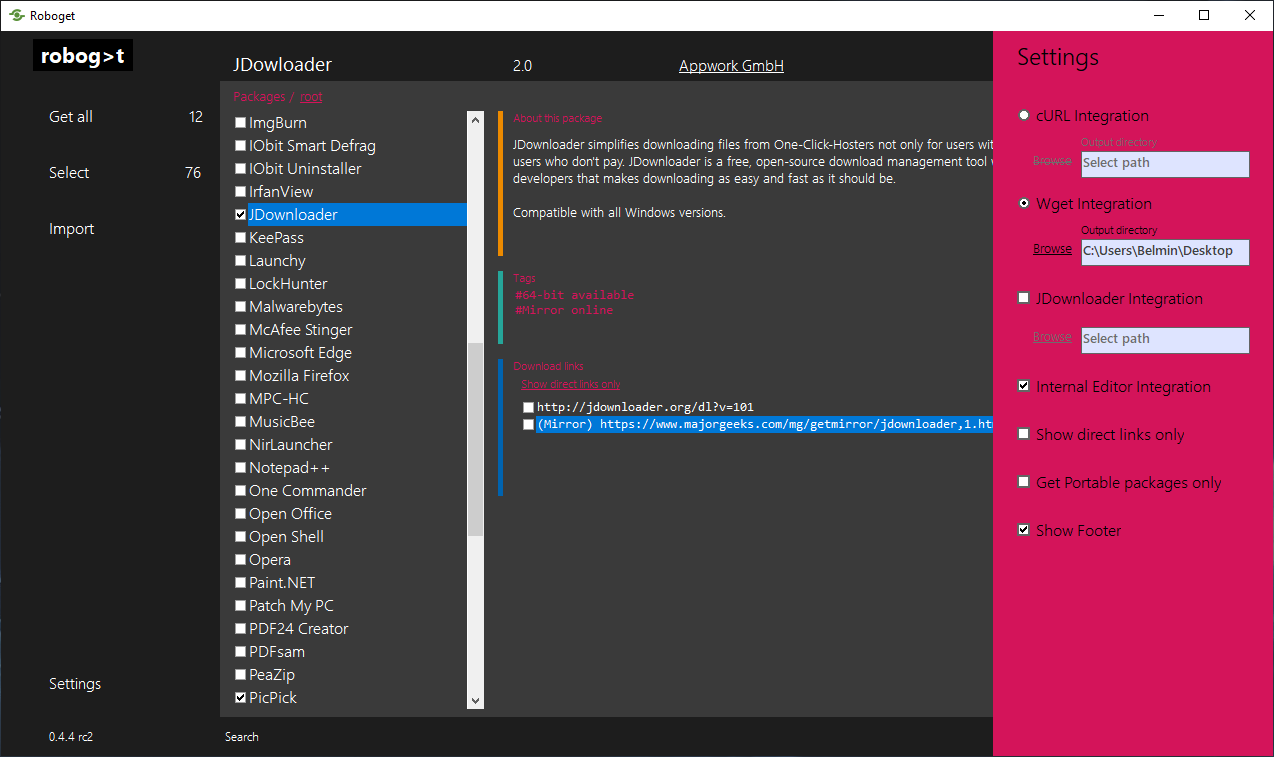 Roboget
robog>t
Get all 12
Select 76
Import
Settings
0.4.4 rc2
JDowloader 2.0 Appwork GmbH
Packages / root
ImgBurn
IObit Smart Defrag
IObit Uninstaller
IrfanView
JDownloader
KeePass
Launchy
LockHunter
Malwarebytes
McAfee Stinger
Microsoft Edge
Mozilla Firefox
MPC-HC
MusicBee
NirLauncher
Notepad++
One Commander
Open Office
Open Shell
Opera
Paint.NET
Patch My PC
PDF24 Creator
PDFsam
PeaZip
PicPick
Search
About this package
JDownloader simplifies downloading files from One-Click-Hosters not only for users wit
users who don't pay. JDownloader is a free, open-source download management tool
developers that makes downloading as easy and fast as it should be.
Compatible with all Windows versions.
Tags
#64-bit available
#Mirror online
Download links
Show direct links only
http://jdownloader.org/dl?v=101
(Mirror) https://www.majorgeeks.com/mg/getmirror/jdownloader,1.htm
Settings
cURL Integration
Output directory
Browse Select path
Wget Integration
Output directory
Browse C:\Users\Belmin\Desktop
JDownloader Integration
Browse Select path
Internal Editor Integration
Show direct links only
Get Portable packages only
Show Footer